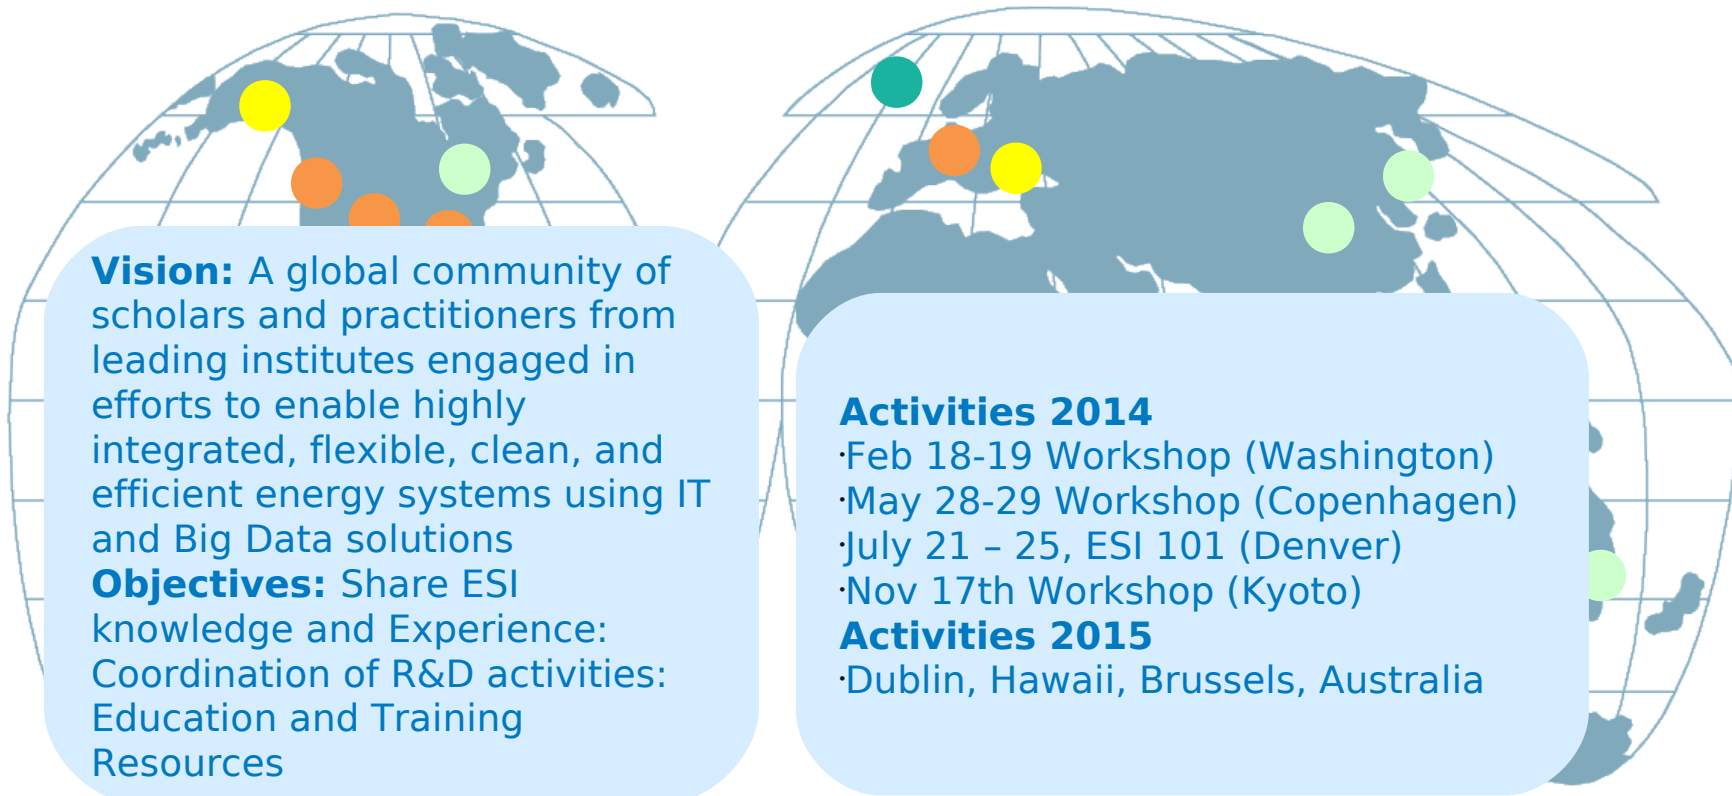 Vision: A global community of
scholars and practitioners from
leading institutes engaged in
efforts to enable highly
integrated, flexible, clean, and
efficient energy systems using IT
and Big Data solutions
Objectives: Share ESI
knowledge and Experience:
Coordination of R&D activities:
Education and Training
Resources
Activities 2014
·Feb 18-19 Workshop (Washington)
·May 28-29 Workshop (Copenhagen)
·July 21 – 25, ESI 101 (Denver)
·Nov 17th Workshop (Kyoto)
Activities 2015
·Dublin, Hawaii, Brussels, Australia